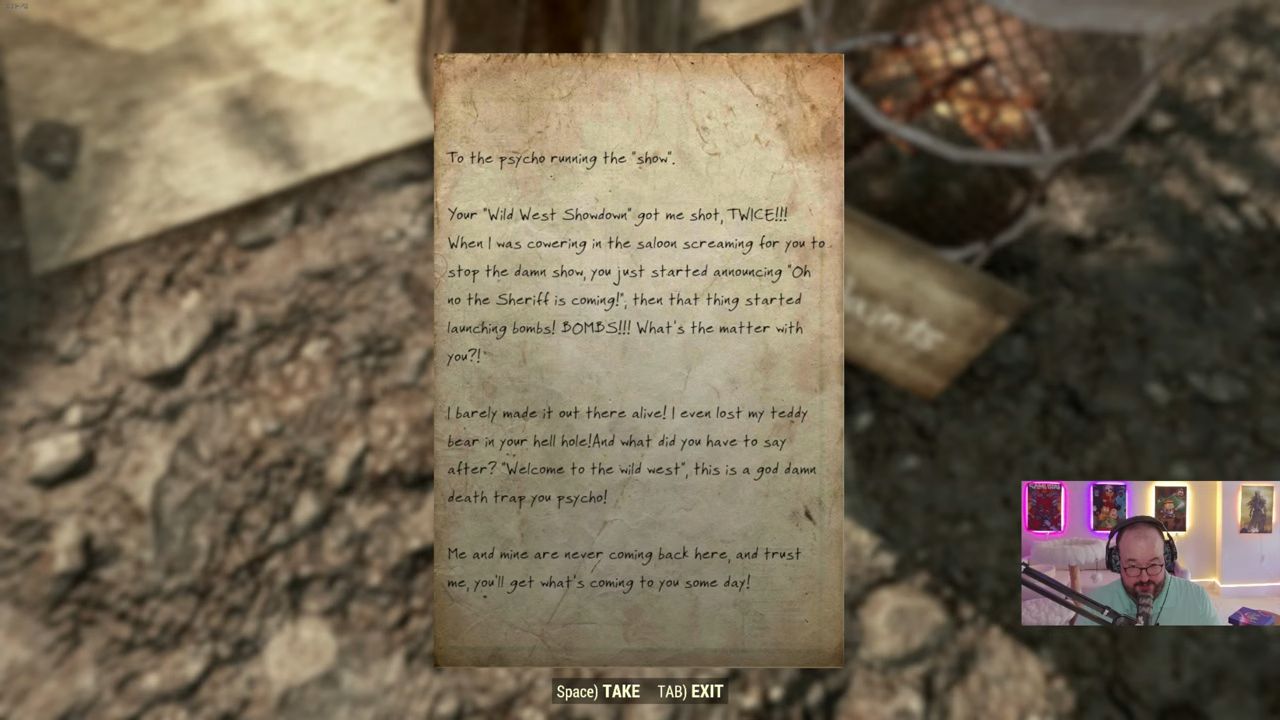 To the psycho running the "show".
Your "Wild West Showdown" got me shot, TWICE!!!
When I was cowering in the saloon screaming for you to
stop the damn show, you just started announcing "Oh
no the Sheriff is coming!", then that thing started
launching bombs! BOMBS!!! What's the matter with
you?!
I barely made it out there alive! I even lost my teddy
bear in your hell hole!And what did you have to say
after? "Welcome to the wild west", this is a god damn
death trap you psycho!
Me and mine are never coming back here, and trust
me, you'll get what's coming to you some day!
Space) TAKE TAB) EXIT